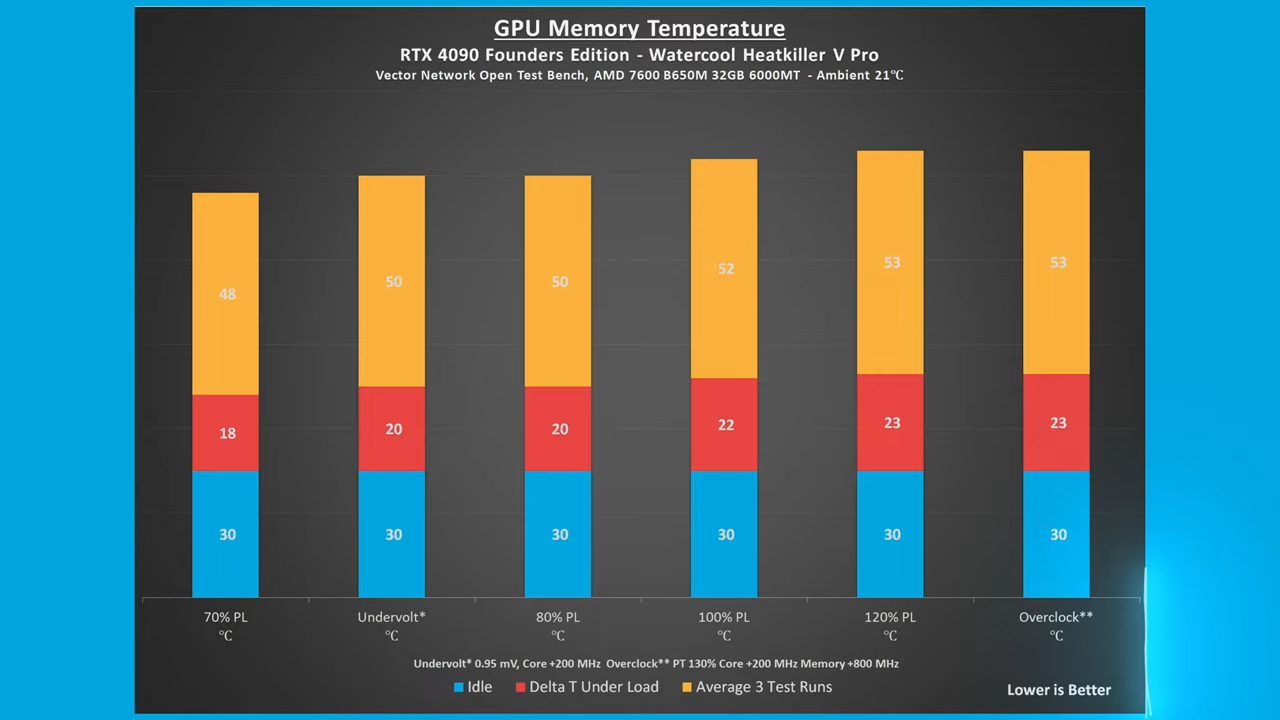 GPU Memory Temperature
RTX 4090 Founders Edition - Watercool Heatkiller V Pro
Vector Network Open Test Bench, AMD 7600 B650M 32GB 6000MT - Ambient 21℃
48 50 50 52 53 53
18 20 20 22 23 23
30 30 30 30 30 30
70% PL Undervolt* 80% PL 100% PL 120% PL Overclock**
℃ ℃ ℃ ℃ ℃ ℃
Undervolt* 0.95 mV, Core +200 MHz Overclock** PT 130% Core +200 MHz Memory +800 MHz
Idle Delta T Under Load Average 3 Test Runs
Lower is Better